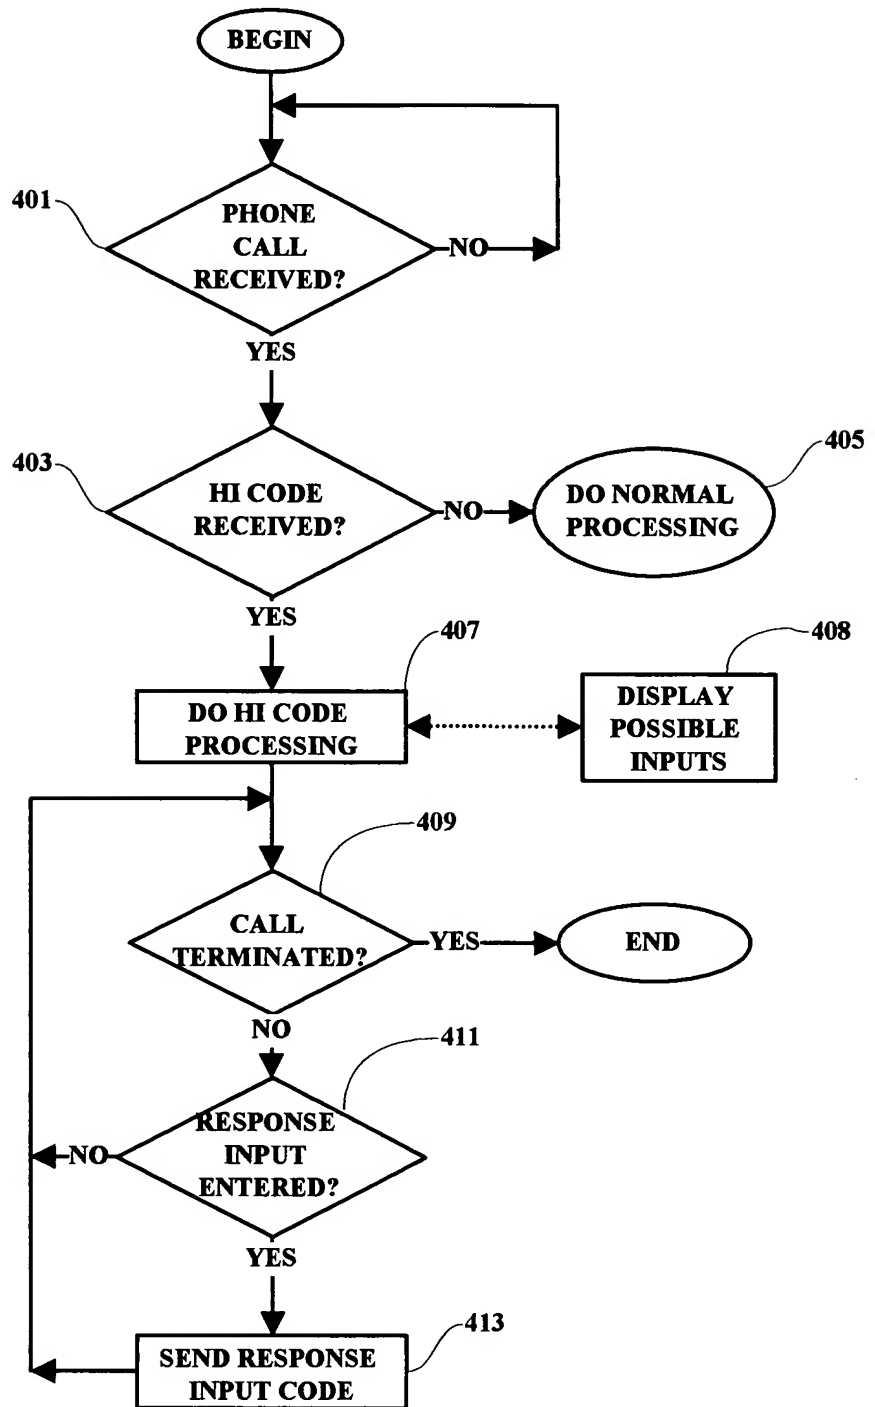 BEGIN
401
PHONE
CALL
RECEIVED?
NO
YES
403
HI CODE
RECEIVED?
NO
405
DO NORMAL
PROCESSING
YES
407
408
DO HI CODE
PROCESSING
DISPLAY
POSSIBLE
INPUTS
409
CALL
TERMINATED?
YES
END
NO
411
RESPONSE
INPUT
ENTERED?
NO
YES
413
SEND RESPONSE
INPUT CODE